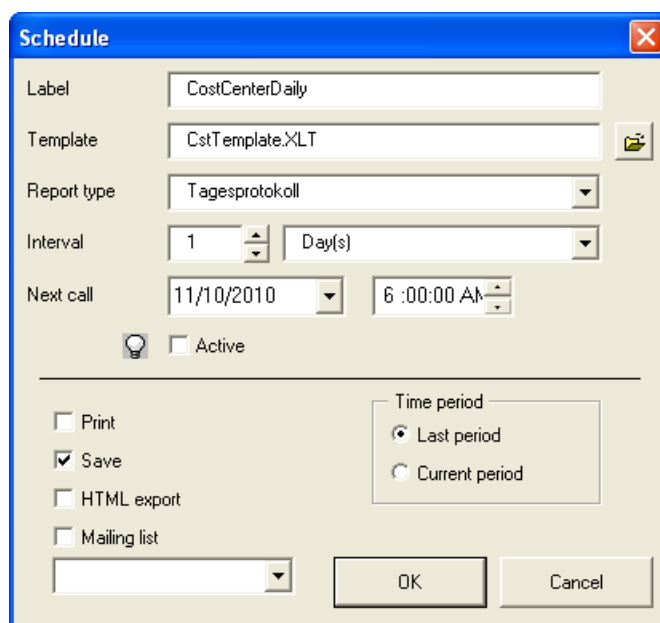 Schedule
Label CostCenterDaily
Template CstTemplate.XLT
Report type Tagesprotokoll
Interval 1 Day(s)
Next call 11/10/2010 6 :00:00 AM
Active
Time period
Print
Last period
Save
Current period
HTML export
Mailing list
OK Cancel